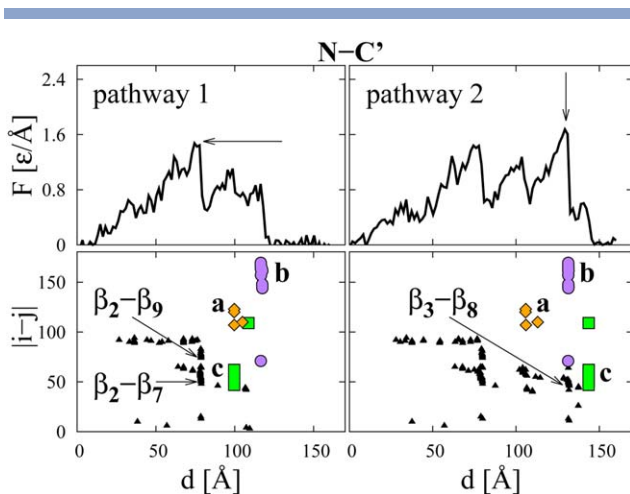 N−C'
pathway 1
pathway 2
F [ε/Å]
2.4
1.6
0.8
0
|i−j|
150
100
50
0
β₂−β₉
β₂−β₇
a
b
c
β₃−β₈
a
b
c
0 50 100 150
0 50 100 150
d [Å]
d [Å]